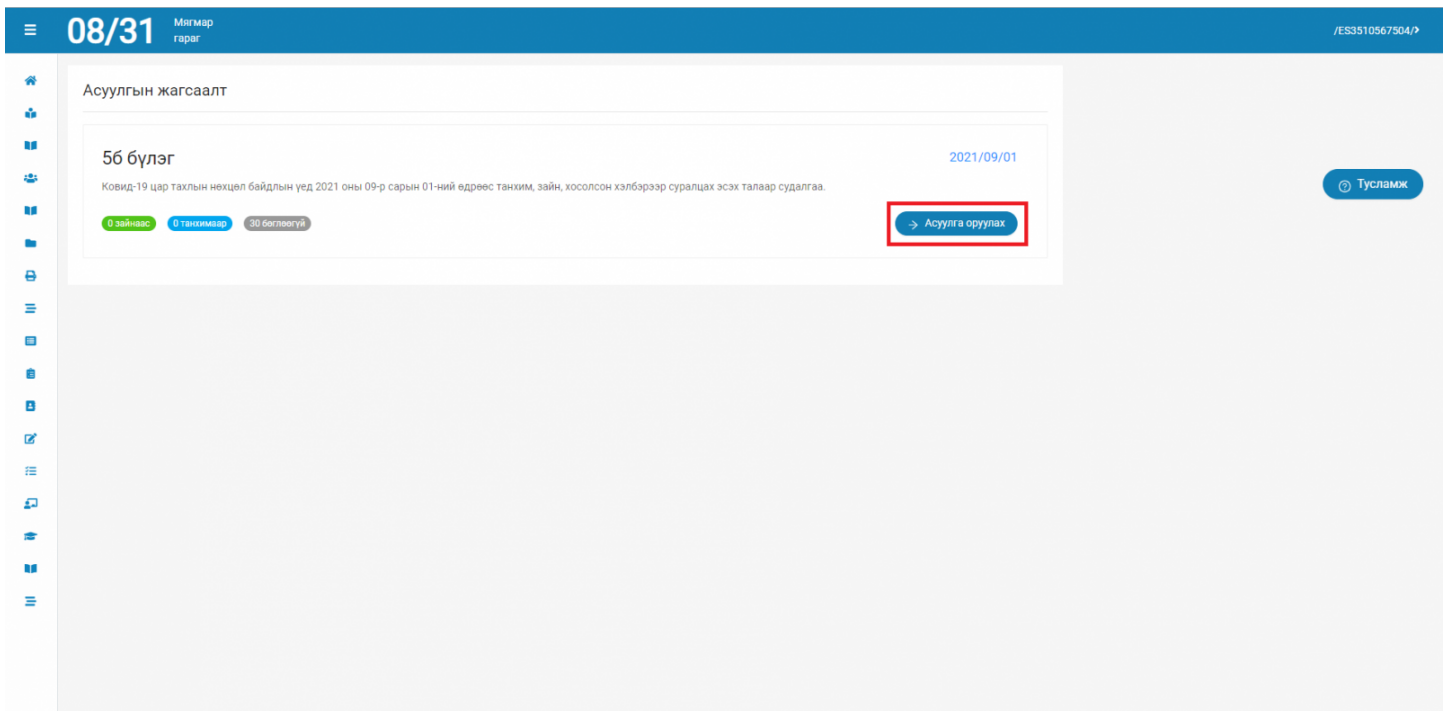 08/31
Мягмар
гараг
/ES3510567504/
Асуулгын жагсаалт
5б бүлэг
2021/09/01
Ковид-19 цар тахлын нөхцөл байдлын үед 2021 оны 09-р сарын 01-ний өдрөөс танхим, зайн, хосолсон хэлбэрээр суралцах эсэх талаар судалгаа.
Тусламж
0 зайнаас
0 танхимаар
30 бөглөөгүй
Асуулга оруулах